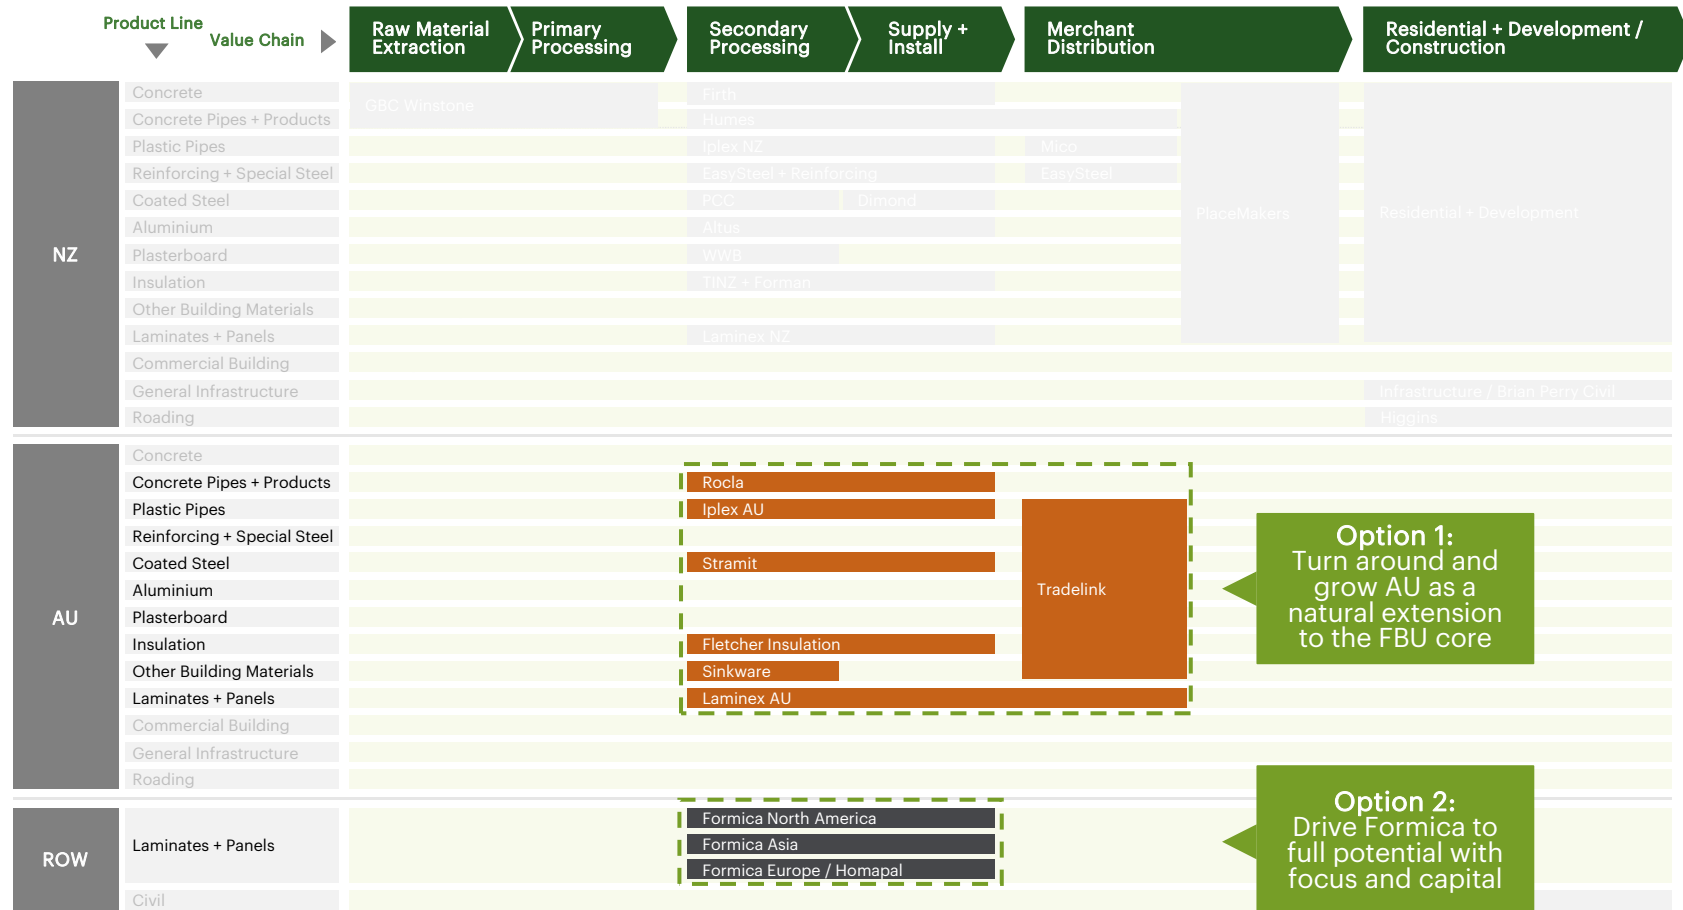 Product Line
Value Chain
Raw Material
Extraction
Primary
Processing
Secondary
Processing
Supply +
Install
Merchant
Distribution
Residential + Development /
Construction
NZ
Concrete
Concrete Pipes + Products
Plastic Pipes
Reinforcing + Special Steel
Coated Steel
Aluminium
Plasterboard
Insulation
Other Building Materials
Laminates + Panels
Commercial Building
General Infrastructure
Roading
GBC Winstone
Firth
Humes
Iplex NZ
EasySteel + Reinforcing
PCC
Dimond
Altus
WWB
TINZ + Forman
Laminex NZ
Mico
EasySteel
PlaceMakers
Residential + Development
Infrastructure / Brian Perry Civil
Higgins
AU
Concrete
Concrete Pipes + Products
Plastic Pipes
Reinforcing + Special Steel
Coated Steel
Aluminium
Plasterboard
Insulation
Other Building Materials
Laminates + Panels
Commercial Building
General Infrastructure
Roading
Rocla
Iplex AU
Stramit
Fletcher Insulation
Sinkware
Laminex AU
Tradelink
Option 1:
Turn around and
grow AU as a
natural extension
to the FBU core
ROW
Laminates + Panels
Civil
Formica North America
Formica Asia
Formica Europe / Homapal
Option 2:
Drive Formica to
full potential with
focus and capital